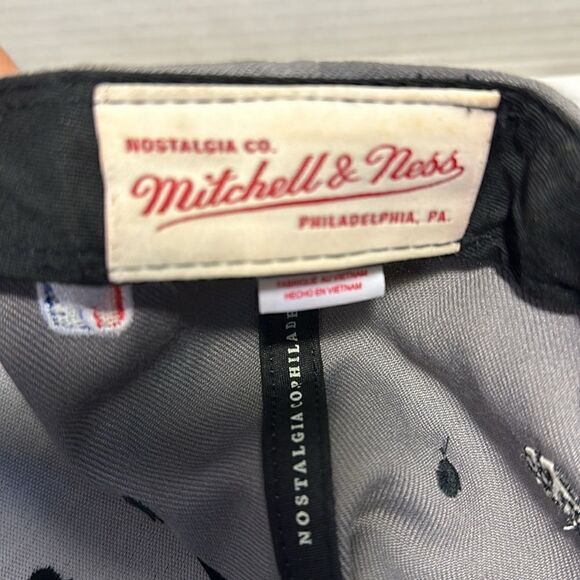 NOSTALGIA CO.
Mitchell & Ness
PHILADELPHIA, PA.
FABRIQUÉ AU VIETNAM
HECHO EN VIETNAM
NOSTALGIA CO PHILADE